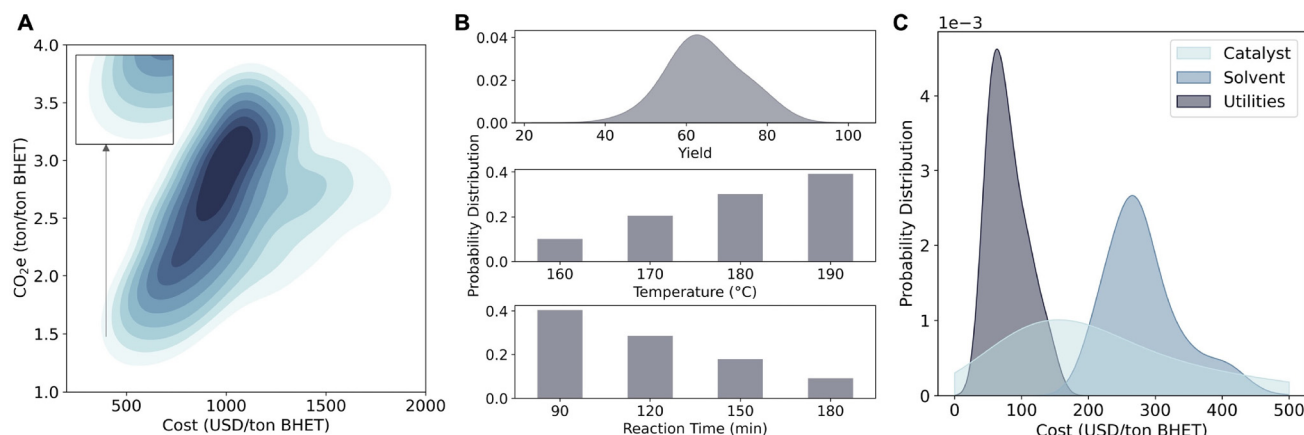 A
4.0
3.5
3.0
2.5
2.0
1.5
1.0
CO₂e (ton/ton BHET)
500 1000 1500 2000
Cost (USD/ton BHET)
B
Probability Distribution
0.04
0.02
0.00
20 40 60 80 100
Yield
0.4
0.2
0.0
160 170 180 190
Temperature (°C)
0.4
0.2
0.0
90 120 150 180
Reaction Time (min)
C
1e−3
Catalyst
Solvent
Utilities
Probability Distribution
4
3
2
1
0
0 100 200 300 400 500
Cost (USD/ton BHET)